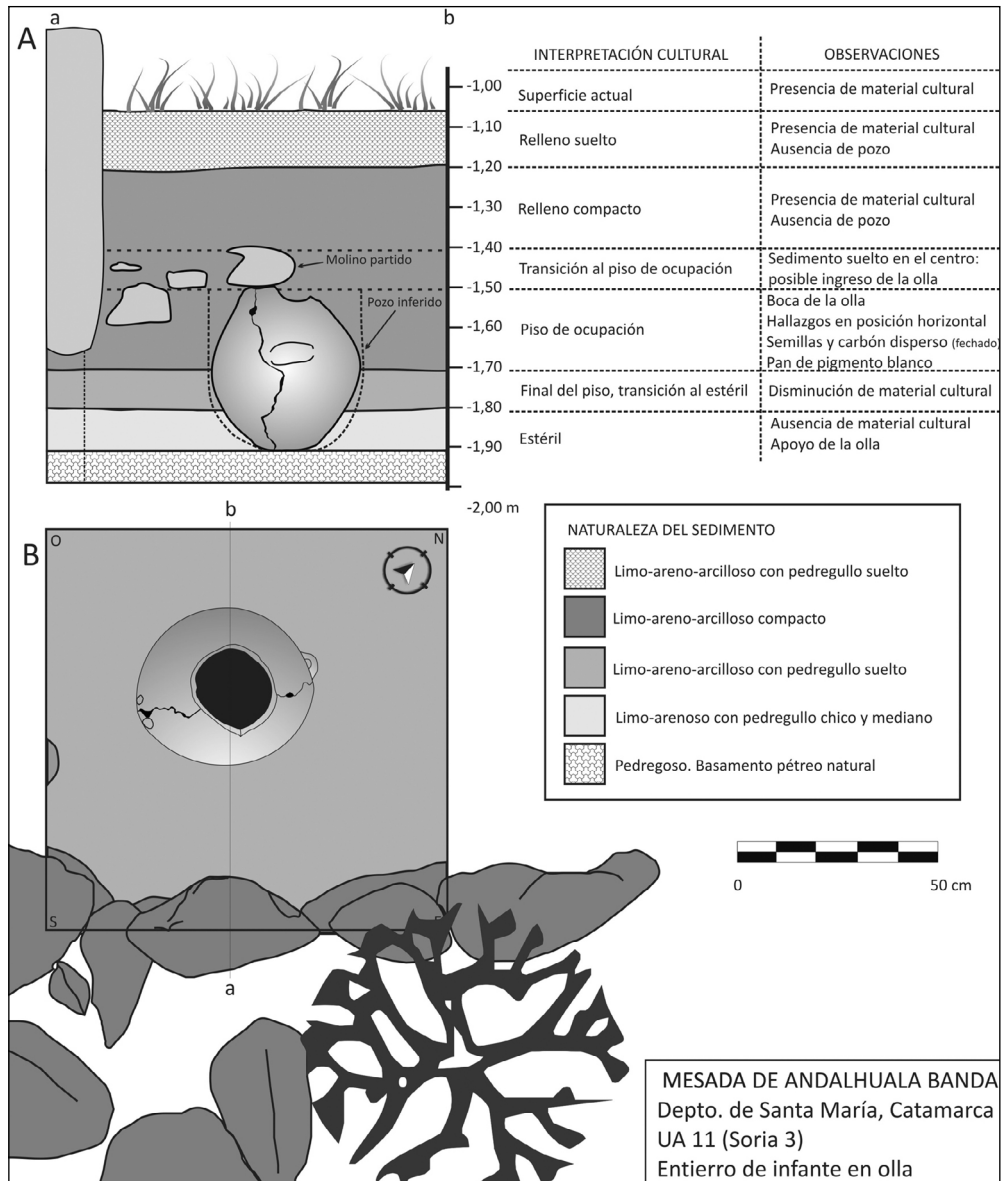 a
b
A
INTERPRETACIÓN CULTURAL
OBSERVACIONES
-1,00
Superficie actual
Presencia de material cultural
-1,10
Relleno suelto
Presencia de material cultural
Ausencia de pozo
-1,20
-1,30
Relleno compacto
Presencia de material cultural
Ausencia de pozo
-1,40
Molino partido
Transición al piso de ocupación
Sedimento suelto en el centro:
posible ingreso de la olla
-1,50
Pozo inferido
-1,60
Piso de ocupación
Boca de la olla
Hallazgos en posición horizontal
Semillas y carbón disperso (fechado)
Pan de pigmento blanco
-1,70
Final del piso, transición al estéril
Disminución de material cultural
-1,80
Estéril
Ausencia de material cultural
Apoyo de la olla
-1,90
-2,00 m
b
B
O
N
S
E
a
NATURALEZA DEL SEDIMENTO
Limo-areno-arcilloso con pedregullo suelto
Limo-areno-arcilloso compacto
Limo-areno-arcilloso con pedregullo suelto
Limo-arenoso con pedregullo chico y mediano
Pedregoso. Basamento pétreo natural
0 50 cm
MESADA DE ANDALHUALA BANDA
Depto. de Santa María, Catamarca
UA 11 (Soria 3)
Entierro de infante en olla